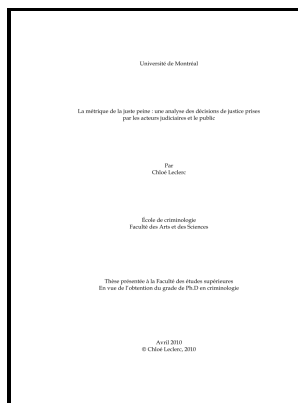 Université de Montréal
La métrique de la juste peine : une analyse des décisions de justice prises
par les acteurs judiciaires et le public
Par
Chloé Leclerc
École de criminologie
Faculté des Arts et des Sciences
Thèse présentée à la Faculté des études supérieures
En vue de l'obtention du grade de Ph.D en criminologie
Avril 2010
© Chloé Leclerc, 2010